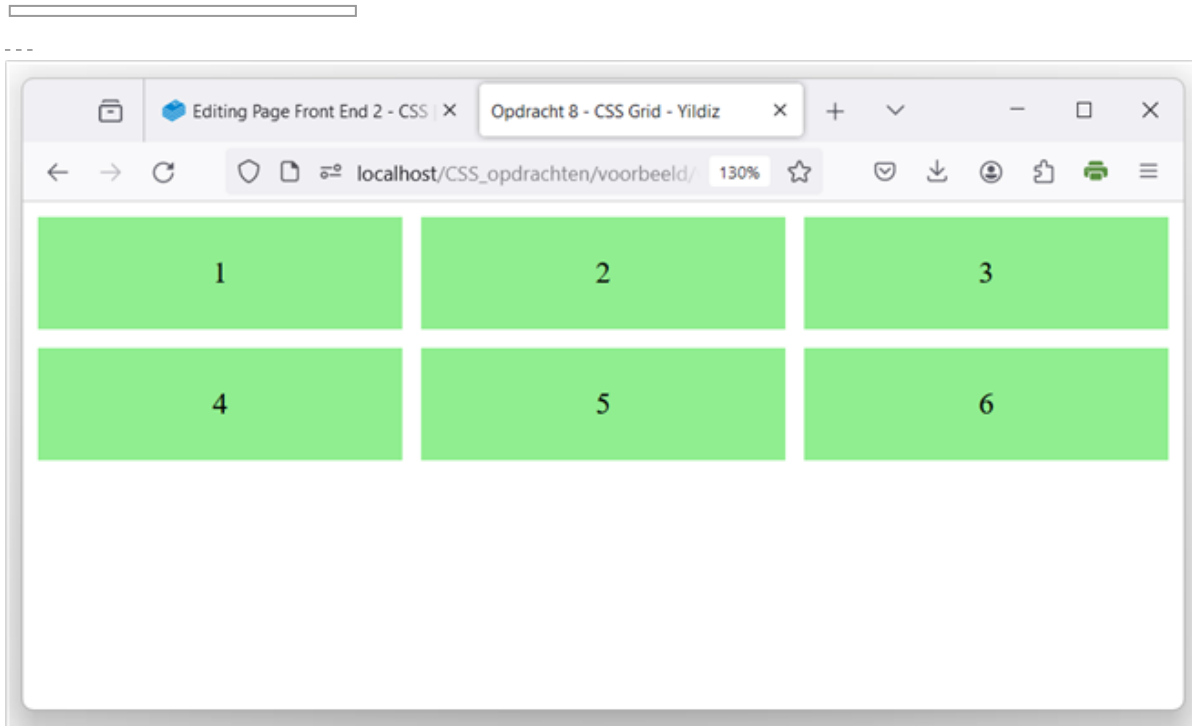 Editing Page Front End 2 - CSS
Opdracht 8 - CSS Grid - Yildiz
localhost/CSS_opdrachten/voorbeeld/
130%
1 2 3
4 5 6